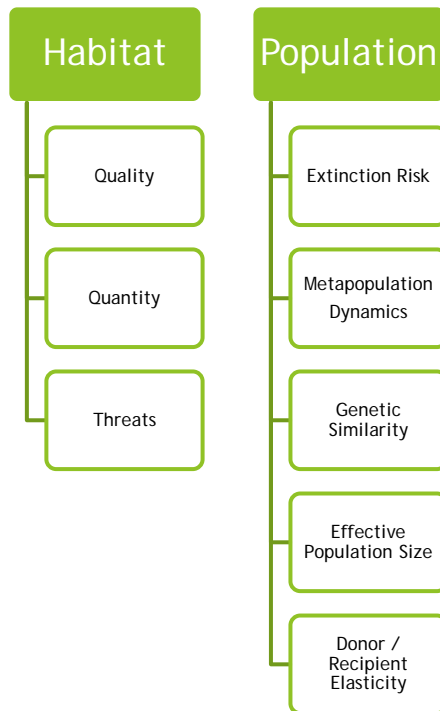 Habitat
Quality
Quantity
Threats
Population
Extinction Risk
Metapopulation
Dynamics
Genetic
Similarity
Effective
Population Size
Donor /
Recipient
Elasticity